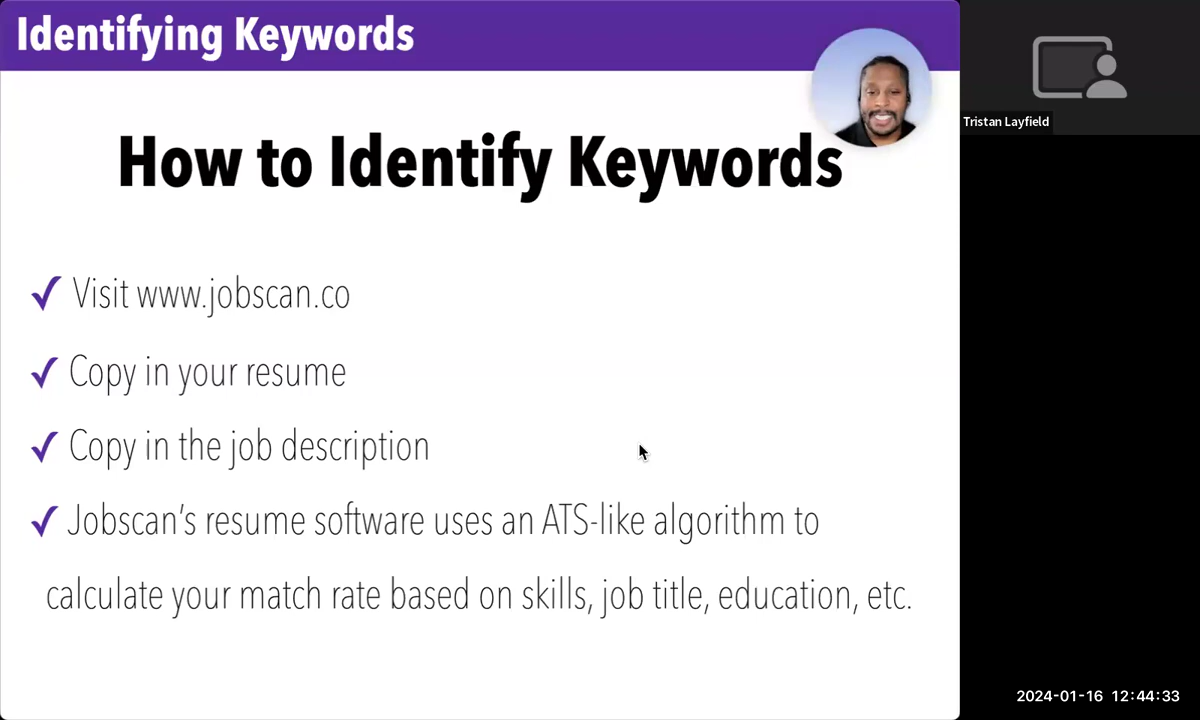 Identifying Keywords
How to Identify Keywords
✓ Visit www.jobscan.co
✓ Copy in your resume
✓ Copy in the job description
✓ Jobscan’s resume software uses an ATS-like algorithm to
calculate your match rate based on skills, job title, education, etc.
Tristan Layfield
2024-01-16 12:44:33